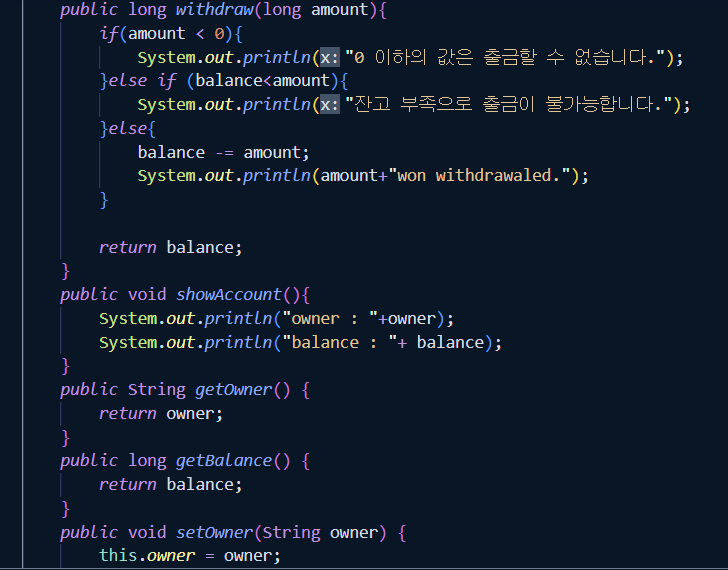 public long withdraw(long amount){
if(amount < 0){
System.out.println(x: "0 이하의 값은 출금할 수 없습니다.");
}else if (balance<amount){
System.out.println(x: "잔고 부족으로 출금이 불가능합니다.");
}else{
balance -= amount;
System.out.println(amount+"won withdrawaled.");
}
return balance;
}
public void showAccount(){
System.out.println("owner : "+owner);
System.out.println("balance : "+ balance);
}
public String getOwner() {
return owner;
}
public long getBalance() {
return balance;
}
public void setOwner(String owner) {
this.owner = owner;